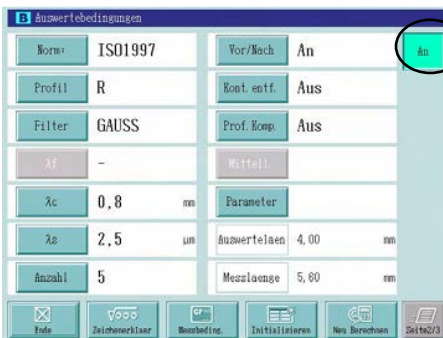 B Auswertebedingungen
Norm: ISO1997 Vor/Nach An An
Profil R Kont. entf. Aus
Filter GAUSS Prof. Komp. Aus
λf - Mittell.
λc 0,8 mm Parameter
λs 2,5 μm Auswertelaen 4,00 mm
Anzahl 5 Messlaenge 5,60 mm
Ende Zeichenerklaer Messbeding. Initialisieren Neu Berechnen Seite2/3